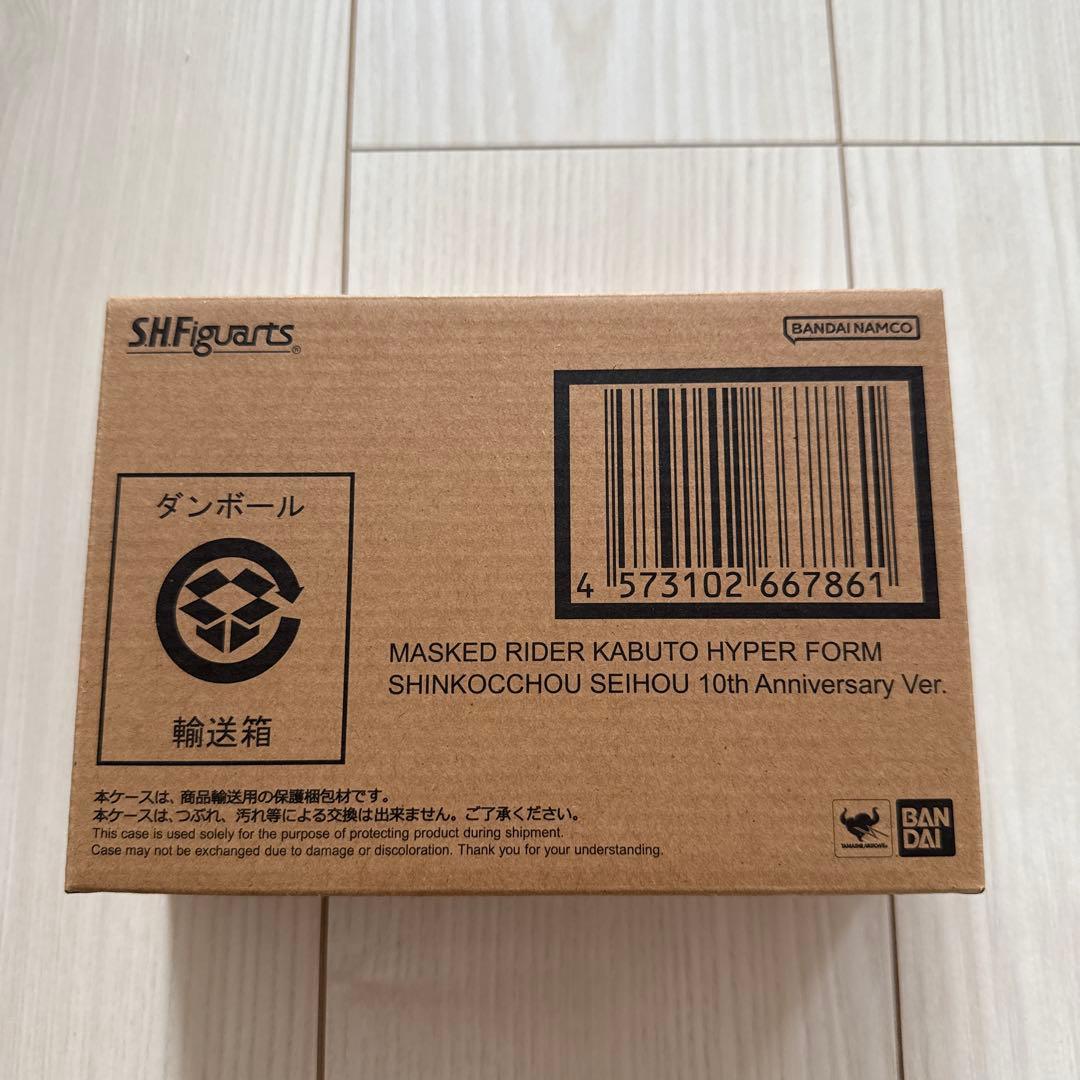 S.H.Figuarts®
BANDAI NAMCO
4 573102 667861
MASKED RIDER KABUTO HYPER FORM
SHINKOCCHOU SEIHOU 10th Anniversary Ver.
ダンボール
輸送箱
本ケースは、商品輸送用の保護梱包材です。
本ケースは、つぶれ、汚れ等による交換は出来ません。ご了承ください。
This case is used solely for the purpose of protecting product during shipment.
Case may not be exchanged due to damage or discoloration. Thank you for your understanding.
TAMASHII NATIONS
BAN
DAI